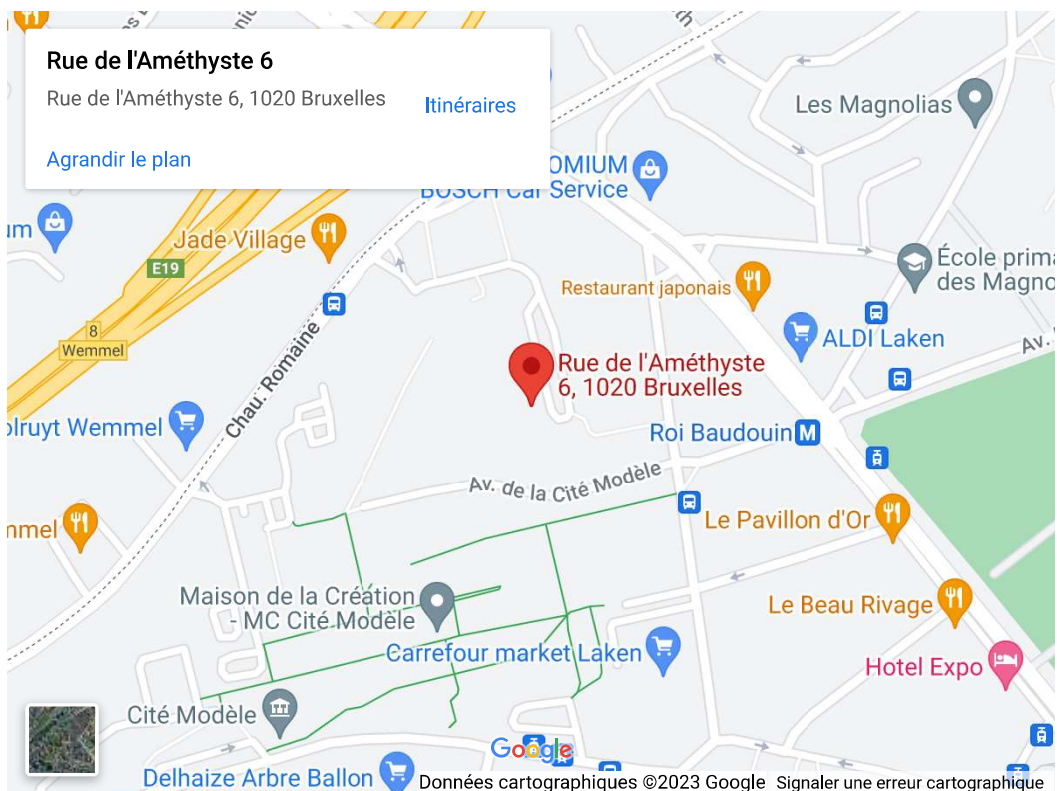 Rue de l'Améthyste 6
Rue de l'Améthyste 6, 1020 Bruxelles
Itinéraires
Agrandir le plan
Les Magnolias
OMIUM
BOSCH Car Service
Jade Village
E19
École prima
des Magno
Restaurant japonais
8
Wemmel
Chau. Romaine
ALDI Laken
Av.
Rue de l'Améthyste
6, 1020 Bruxelles
olruyt Wemmel
Roi Baudouin
M
Av. de la Cité Modèle
Le Pavillon d'Or
mmel
Maison de la Création
- MC Cité Modèle
Le Beau Rivage
Carrefour market Laken
Hotel Expo
Cité Modèle
Google
Delhaize Arbre Ballon
Données cartographiques ©2023 Google
Signaler une erreur cartographique